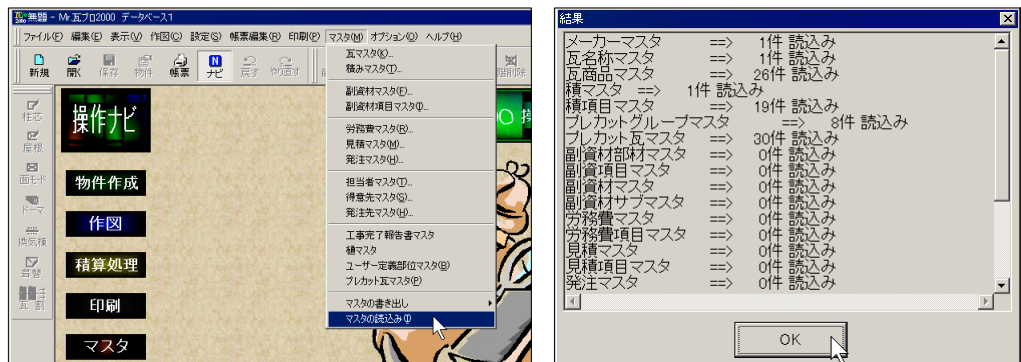 無題 - Mr.瓦プロ2000 データベース1
ファイル(F) 編集(E) 表示(V) 作図(C) 設定(S) 帳票編集(R) 印刷(P) マスタ(M) オプション(O) ヘルプ(H)
新規 開く 保存 物件 帳票 ナビ 戻す やり直す
瓦マスタ(K)...
積みマスタ(T)...
副資材マスタ(F)...
副資材項目マスタ(I)...
労務費マスタ(R)...
見積マスタ(M)...
発注マスタ(H)...
担当者マスタ(T)...
得意先マスタ(S)...
発注先マスタ(H)...
工事完了報告書マスタ
樋マスタ
ユーザー定義部位マスタ(B)
プレカット瓦マスタ(P)
マスタの書き出し
マスタの読込み(I)
柱芯
屋根
面モド
ドーマ
換気棟
葺替
瓦割
操作ナビ
物件作成
作図
積算処理
印刷
マスタ
結果
メーカーマスタ ==> 1件 読込み
瓦名称マスタ ==> 1件 読込み
瓦商品マスタ ==> 26件 読込み
積マスタ ==> 1件 読込み
積項目マスタ ==> 19件 読込み
プレカットグループマスタ ==> 8件 読込み
プレカット瓦マスタ ==> 30件 読込み
副資材部材マスタ ==> 0件 読込み
副資項目マスタ ==> 0件 読込み
副資材マスタ ==> 0件 読込み
副資材サブマスタ ==> 0件 読込み
労務費マスタ ==> 0件 読込み
労務費項目マスタ ==> 0件 読込み
見積マスタ ==> 0件 読込み
見積項目マスタ ==> 0件 読込み
発注マスタ ==> 0件 読込み
OK